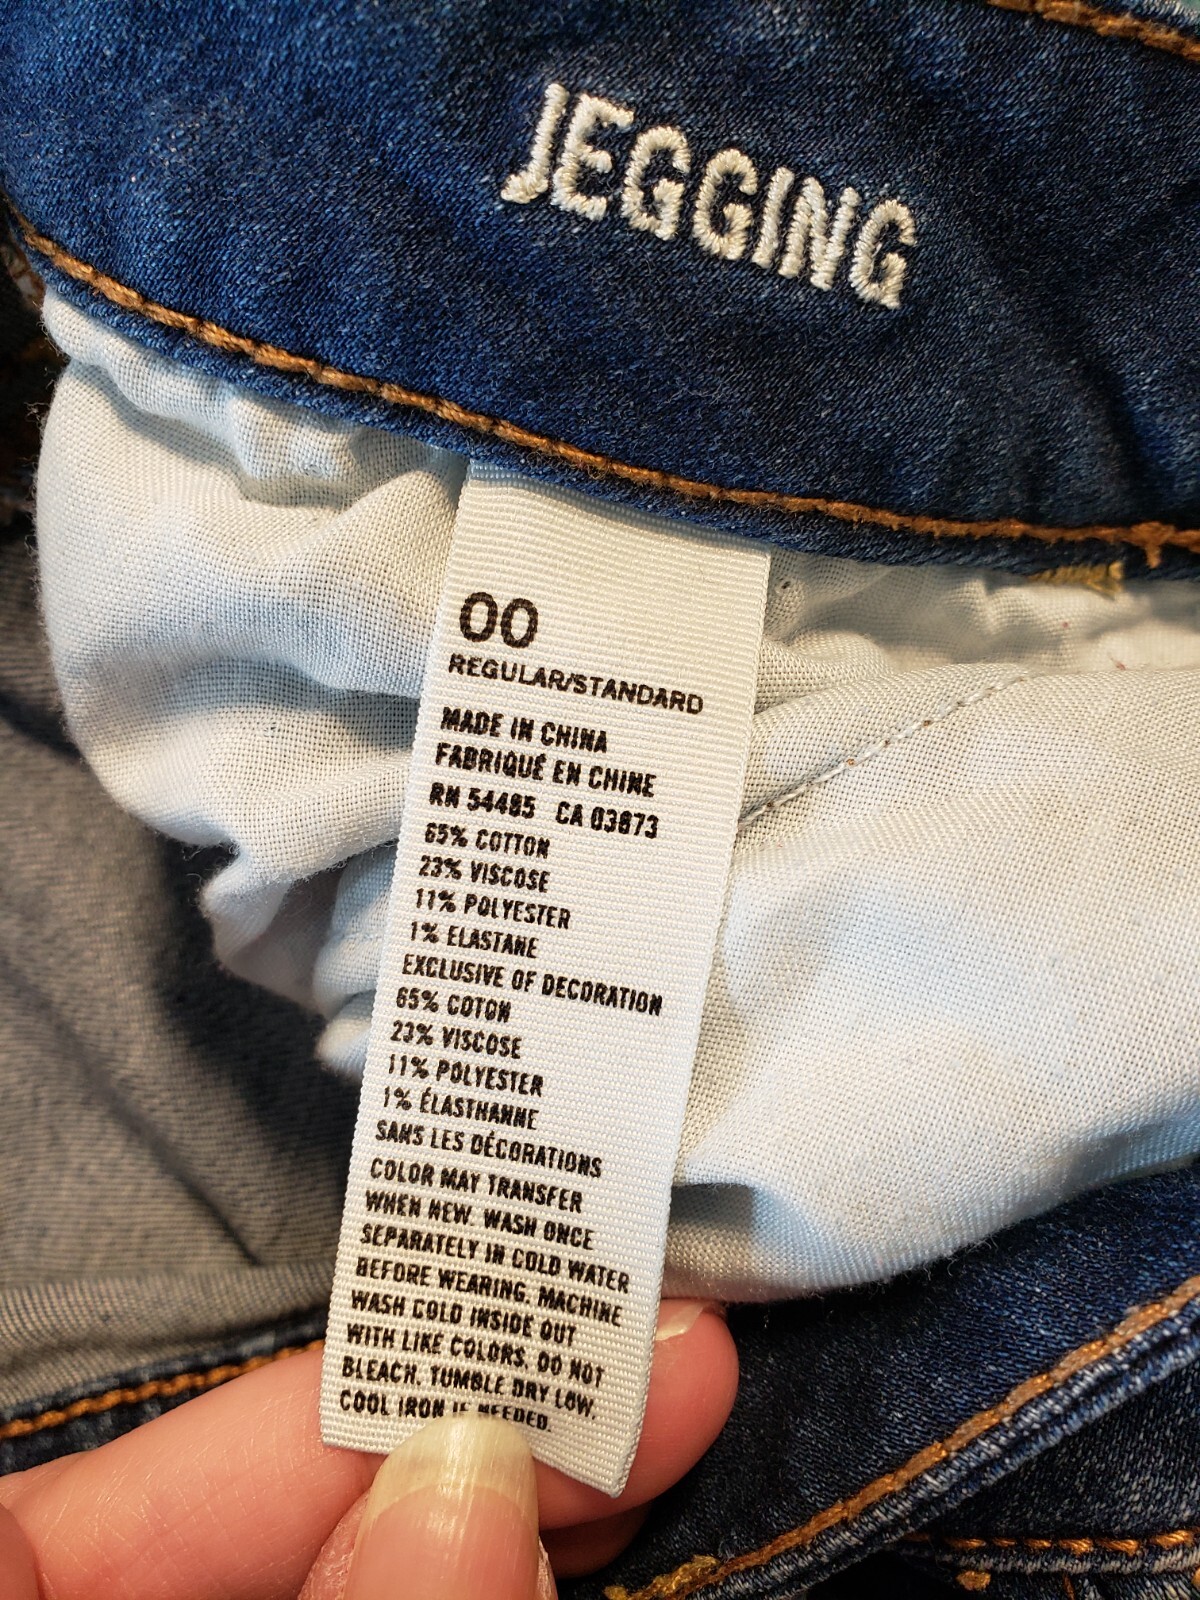 JEGGING
00
REGULAR/STANDARD
MADE IN CHINA
FABRIQUÉ EN CHINE
RN 54485 CA 03873
65% COTTON
23% VISCOSE
11% POLYESTER
1% ELASTANE
EXCLUSIVE OF DECORATION
65% COTON
23% VISCOSE
11% POLYESTER
1% ÉLASTHANNE
SANS LES DÉCORATIONS
COLOR MAY TRANSFER
WHEN NEW. WASH ONCE
SEPARATELY IN COLD WATER
BEFORE WEARING. MACHINE
WASH COLD INSIDE OUT
WITH LIKE COLORS. DO NOT
BLEACH. TUMBLE DRY LOW.
COOL IRON IF NEEDED.